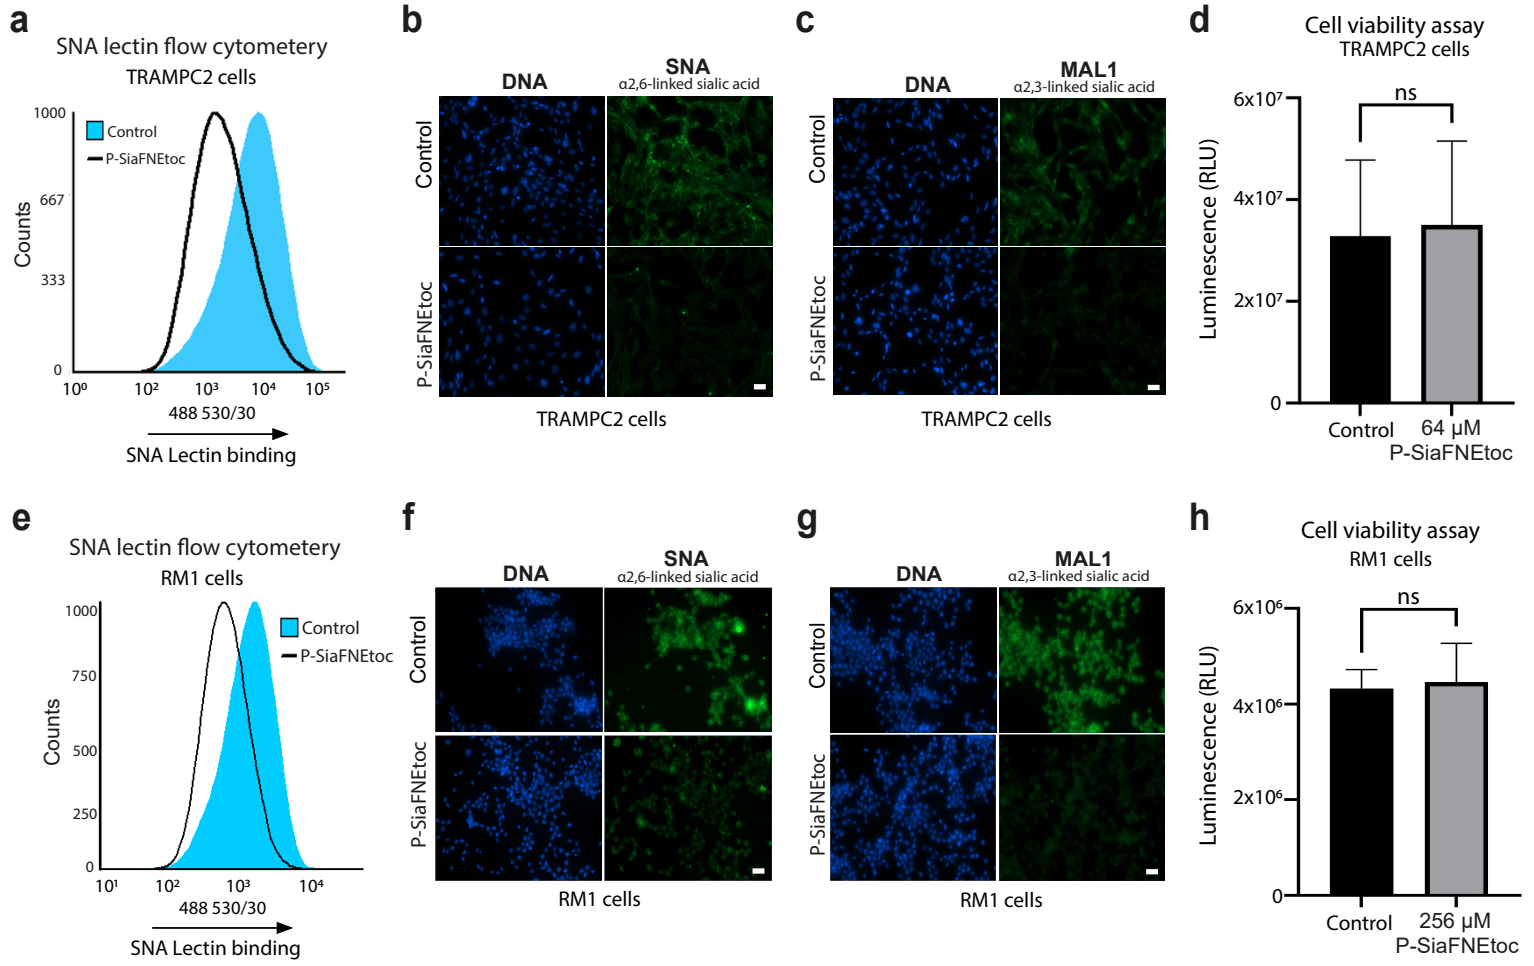 a
SNA lectin flow cytometery
TRAMPC2 cells
1000
667
333
0
Counts
Control
P-SiaFNEtoc
10⁰ 10² 10³ 10⁴ 10⁵
488 530/30
SNA Lectin binding
b
DNA
SNA
α2,6-linked sialic acid
Control
P-SiaFNEtoc
TRAMPC2 cells
c
DNA
MAL1
α2,3-linked sialic acid
Control
P-SiaFNEtoc
TRAMPC2 cells
d
Cell viability assay
TRAMPC2 cells
ns
6x10⁷
4x10⁷
2x10⁷
0
Luminescence (RLU)
Control
64 µM
P-SiaFNEtoc
e
SNA lectin flow cytometery
RM1 cells
1000
750
500
250
0
Counts
Control
P-SiaFNEtoc
10¹ 10² 10³ 10⁴
488 530/30
SNA Lectin binding
f
DNA
SNA
α2,6-linked sialic acid
Control
P-SiaFNEtoc
RM1 cells
g
DNA
MAL1
α2,3-linked sialic acid
Control
P-SiaFNEtoc
RM1 cells
h
Cell viability assay
RM1 cells
ns
6x10⁶
4x10⁶
2x10⁶
0
Luminescence (RLU)
Control
256 µM
P-SiaFNEtoc